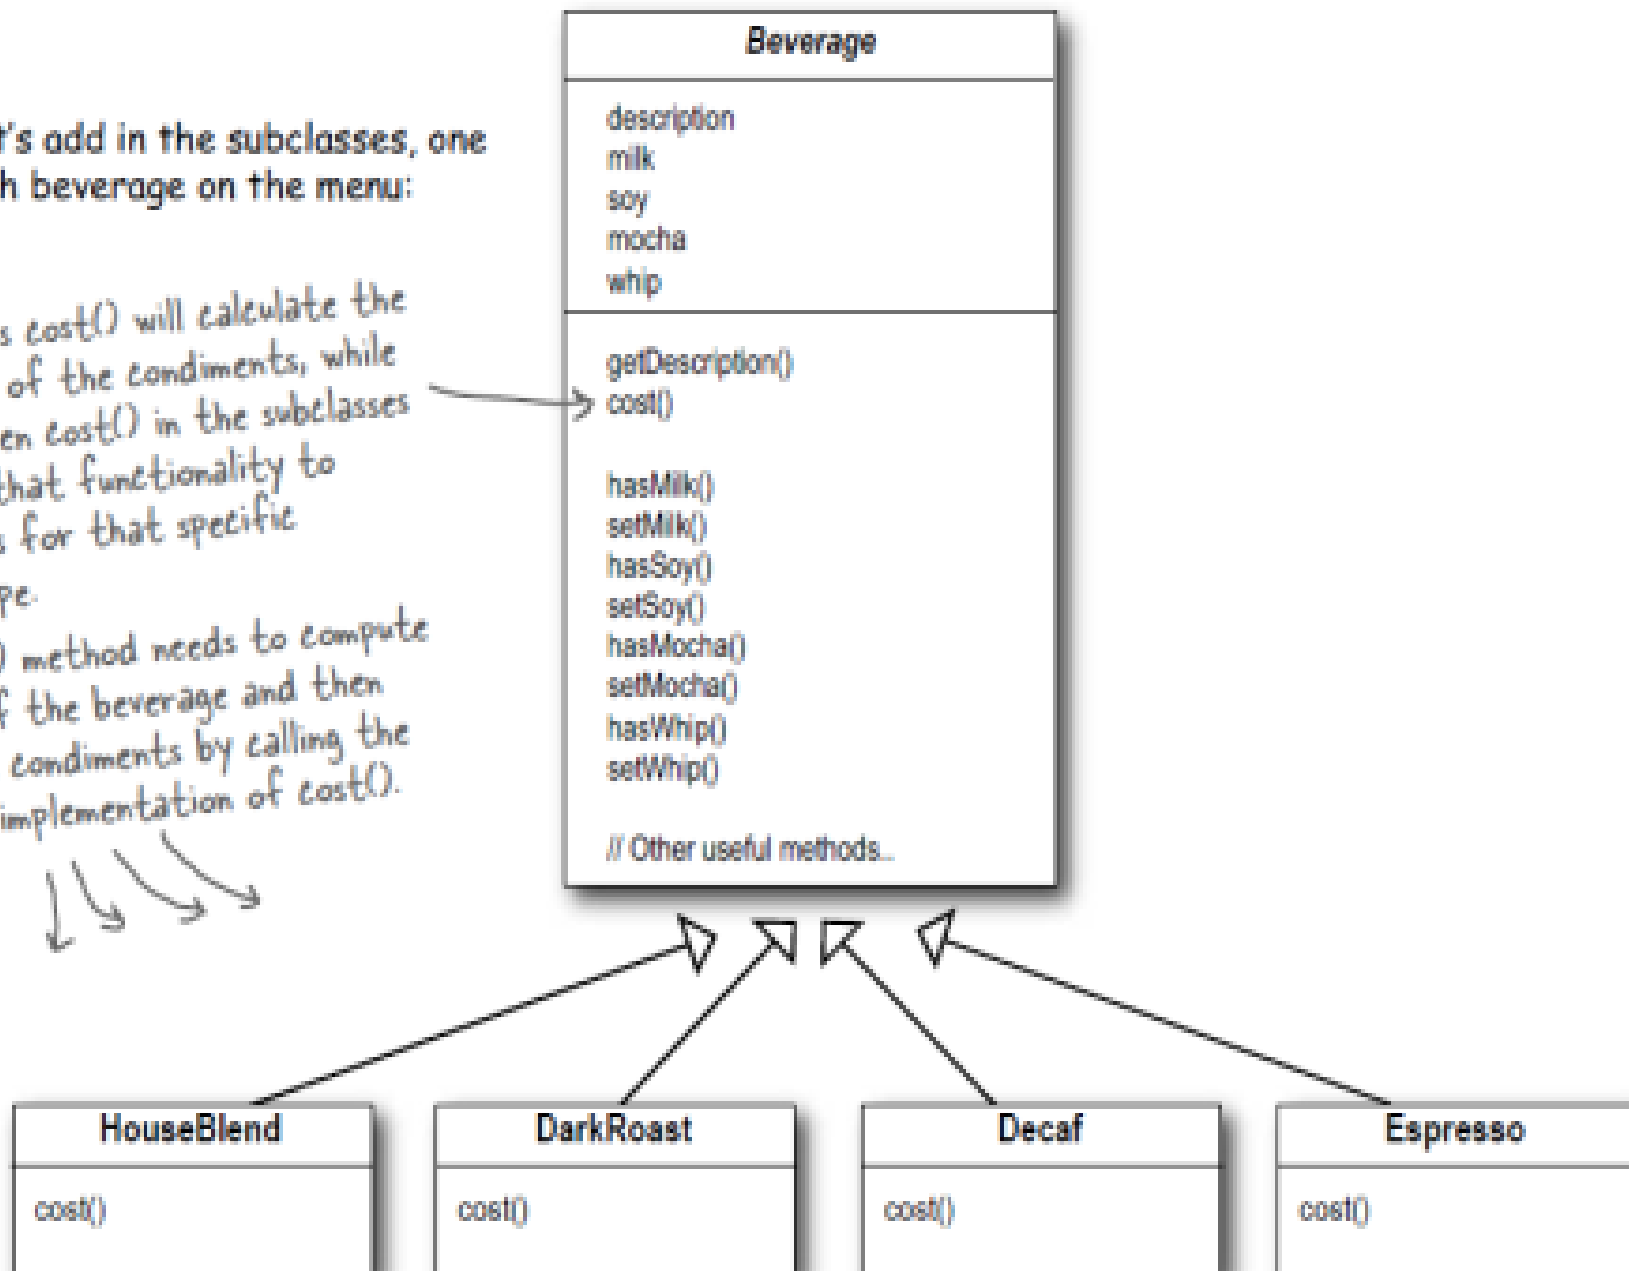 't's add in the subclasses, one
h beverage on the menu:
s cost() will calculate the
of the condiments, while
en cost() in the subclasses
that functionality to
s for that specific
pe.
) method needs to compute
f the beverage and then
condiments by calling the
implementation of cost().
Beverage
description
milk
soy
mocha
whip
getDescription()
cost()
hasMilk()
setMilk()
hasSoy()
setSoy()
hasMocha()
setMocha()
hasWhip()
setWhip()
// Other useful methods..
HouseBlend
cost()
DarkRoast
cost()
Decaf
cost()
Espresso
cost()